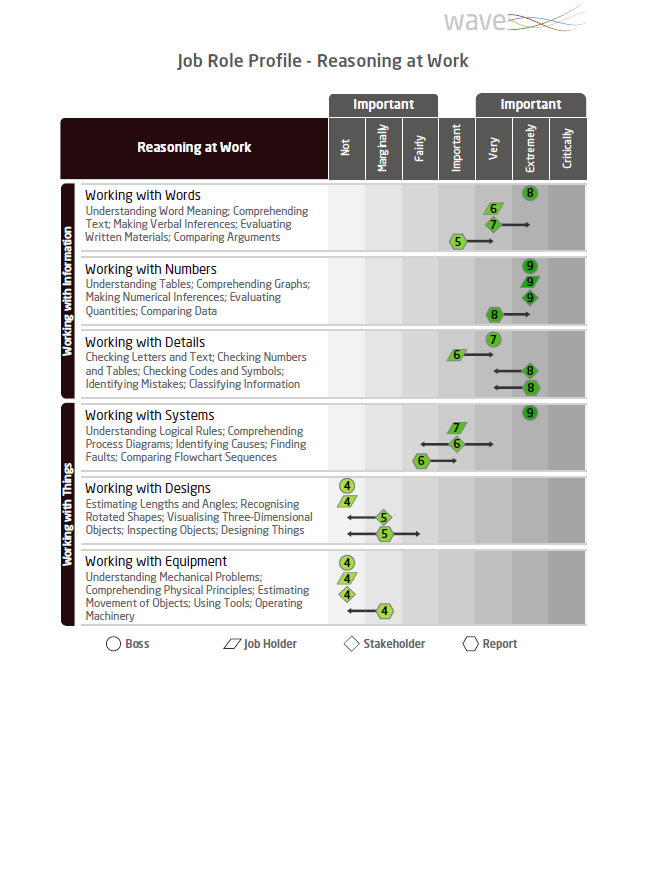 wave
Job Role Profile - Reasoning at Work
Important
Important
Reasoning at Work
Not
Marginally
Fairly
Important
Very
Extremely
Critically
Working with Information
Working with Words
Understanding Word Meaning; Comprehending
Text; Making Verbal Inferences; Evaluating
Written Materials; Comparing Arguments
8
6
7
5
Working with Numbers
Understanding Tables; Comprehending Graphs;
Making Numerical Inferences; Evaluating
Quantities; Comparing Data
9
9
9
8
Working with Details
Checking Letters and Text; Checking Numbers
and Tables; Checking Codes and Symbols;
Identifying Mistakes; Classifying Information
7
6
8
8
Working with Things
Working with Systems
Understanding Logical Rules; Comprehending
Process Diagrams; Identifying Causes; Finding
Faults; Comparing Flowchart Sequences
9
7
6
6
Working with Designs
Estimating Lengths and Angles; Recognising
Rotated Shapes; Visualising Three-Dimensional
Objects; Inspecting Objects; Designing Things
4
4
5
5
Working with Equipment
Understanding Mechanical Problems;
Comprehending Physical Principles; Estimating
Movement of Objects; Using Tools; Operating
Machinery
4
4
4
4
Boss
Job Holder
Stakeholder
Report